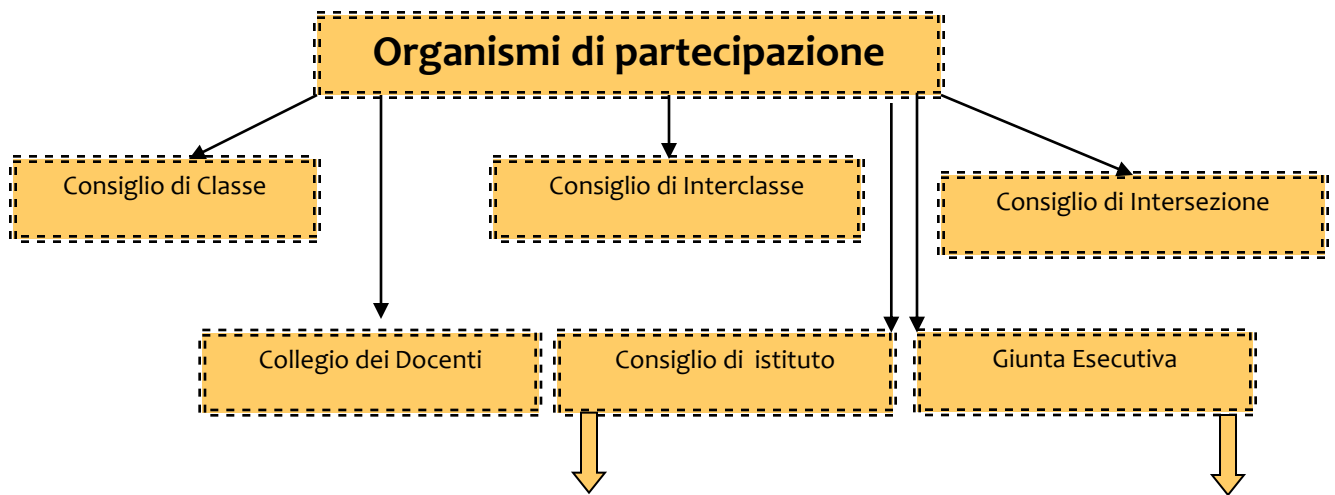 Organismi di partecipazione
Consiglio di Classe
Consiglio di Interclasse
Consiglio di Intersezione
Collegio dei Docenti
Consiglio di  istituto
Giunta Esecutiva